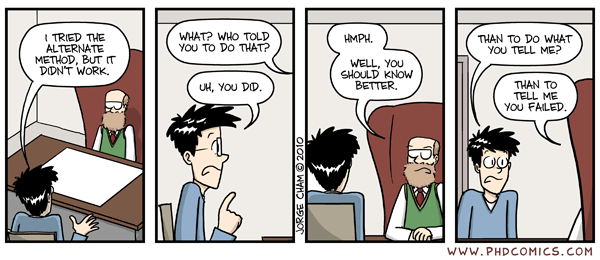 I TRIED THE
ALTERNATE
METHOD, BUT IT
DIDN'T WORK.
WHAT? WHO TOLD
YOU TO DO THAT?
UH, YOU DID.
JORGE CHAM © 2010
HMPH.
WELL, YOU
SHOULD KNOW
BETTER.
THAN TO DO WHAT
YOU TELL ME?
THAN TO
TELL ME
YOU FAILED.
WWW.PHDCOMICS.COM